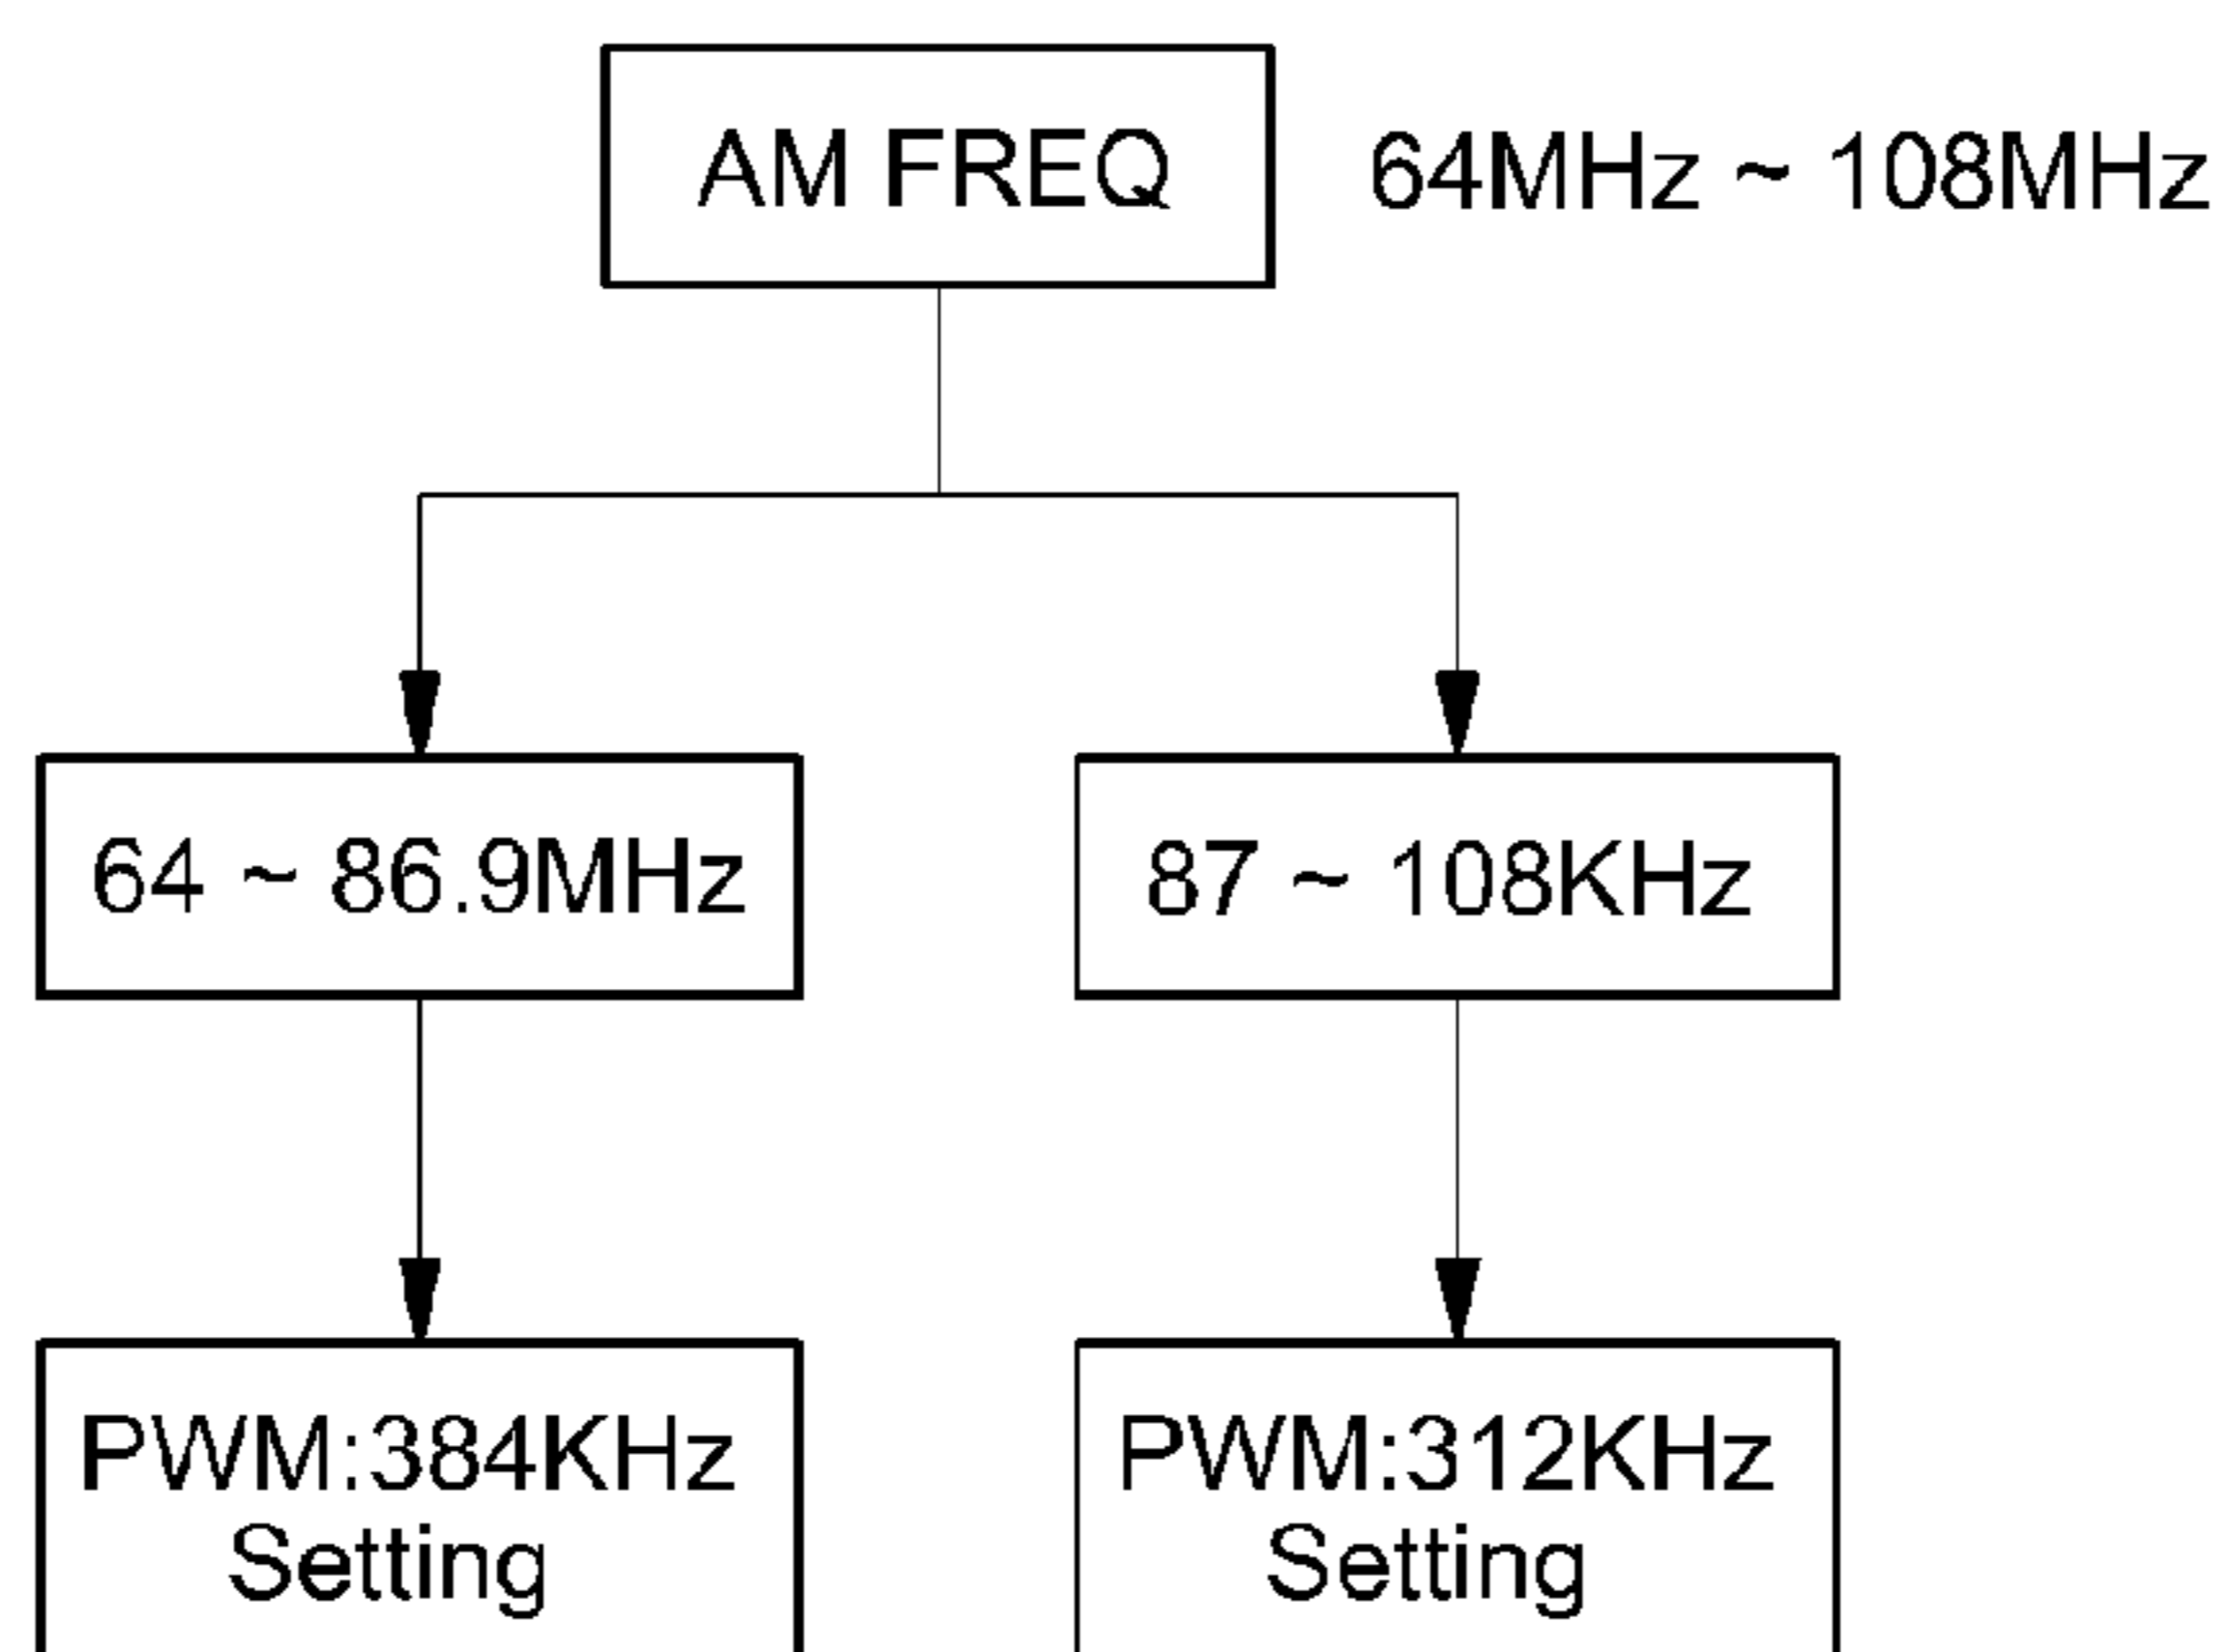 AM FREQ
64MHz ~ 108MHz
64 ~ 86.9MHz
87 ~ 108KHz
PWM:384KHz
Setting
PWM:312KHz
Setting